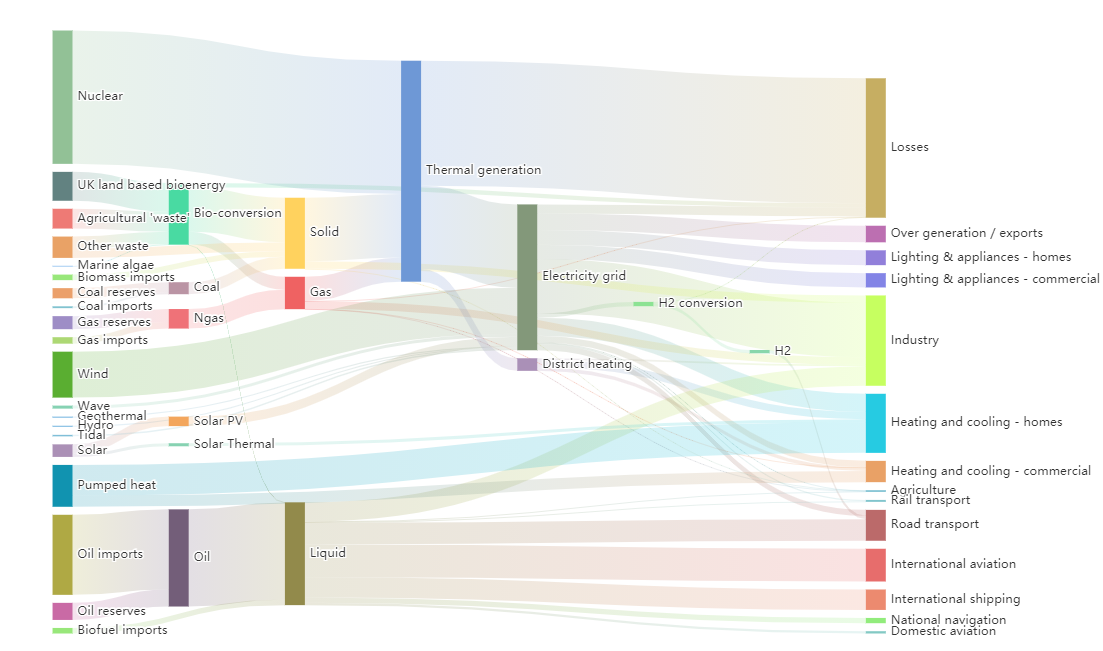 Nuclear
UK land based bioenergy
Agricultural 'waste'
Other waste
Marine algae
Biomass imports
Coal reserves
Coal imports
Gas reserves
Gas imports
Wind
Wave
Geothermal
Hydro
Tidal
Solar
Pumped heat
Oil imports
Oil reserves
Biofuel imports
Bio-conversion
Coal
Ngas
Solar PV
Solar Thermal
Oil
Solid
Gas
Liquid
Thermal generation
Electricity grid
District heating
H2 conversion
H2
Losses
Over generation / exports
Lighting & appliances - homes
Lighting & appliances - commercial
Industry
Heating and cooling - homes
Heating and cooling - commercial
Agriculture
Rail transport
Road transport
International aviation
International shipping
National navigation
Domestic aviation